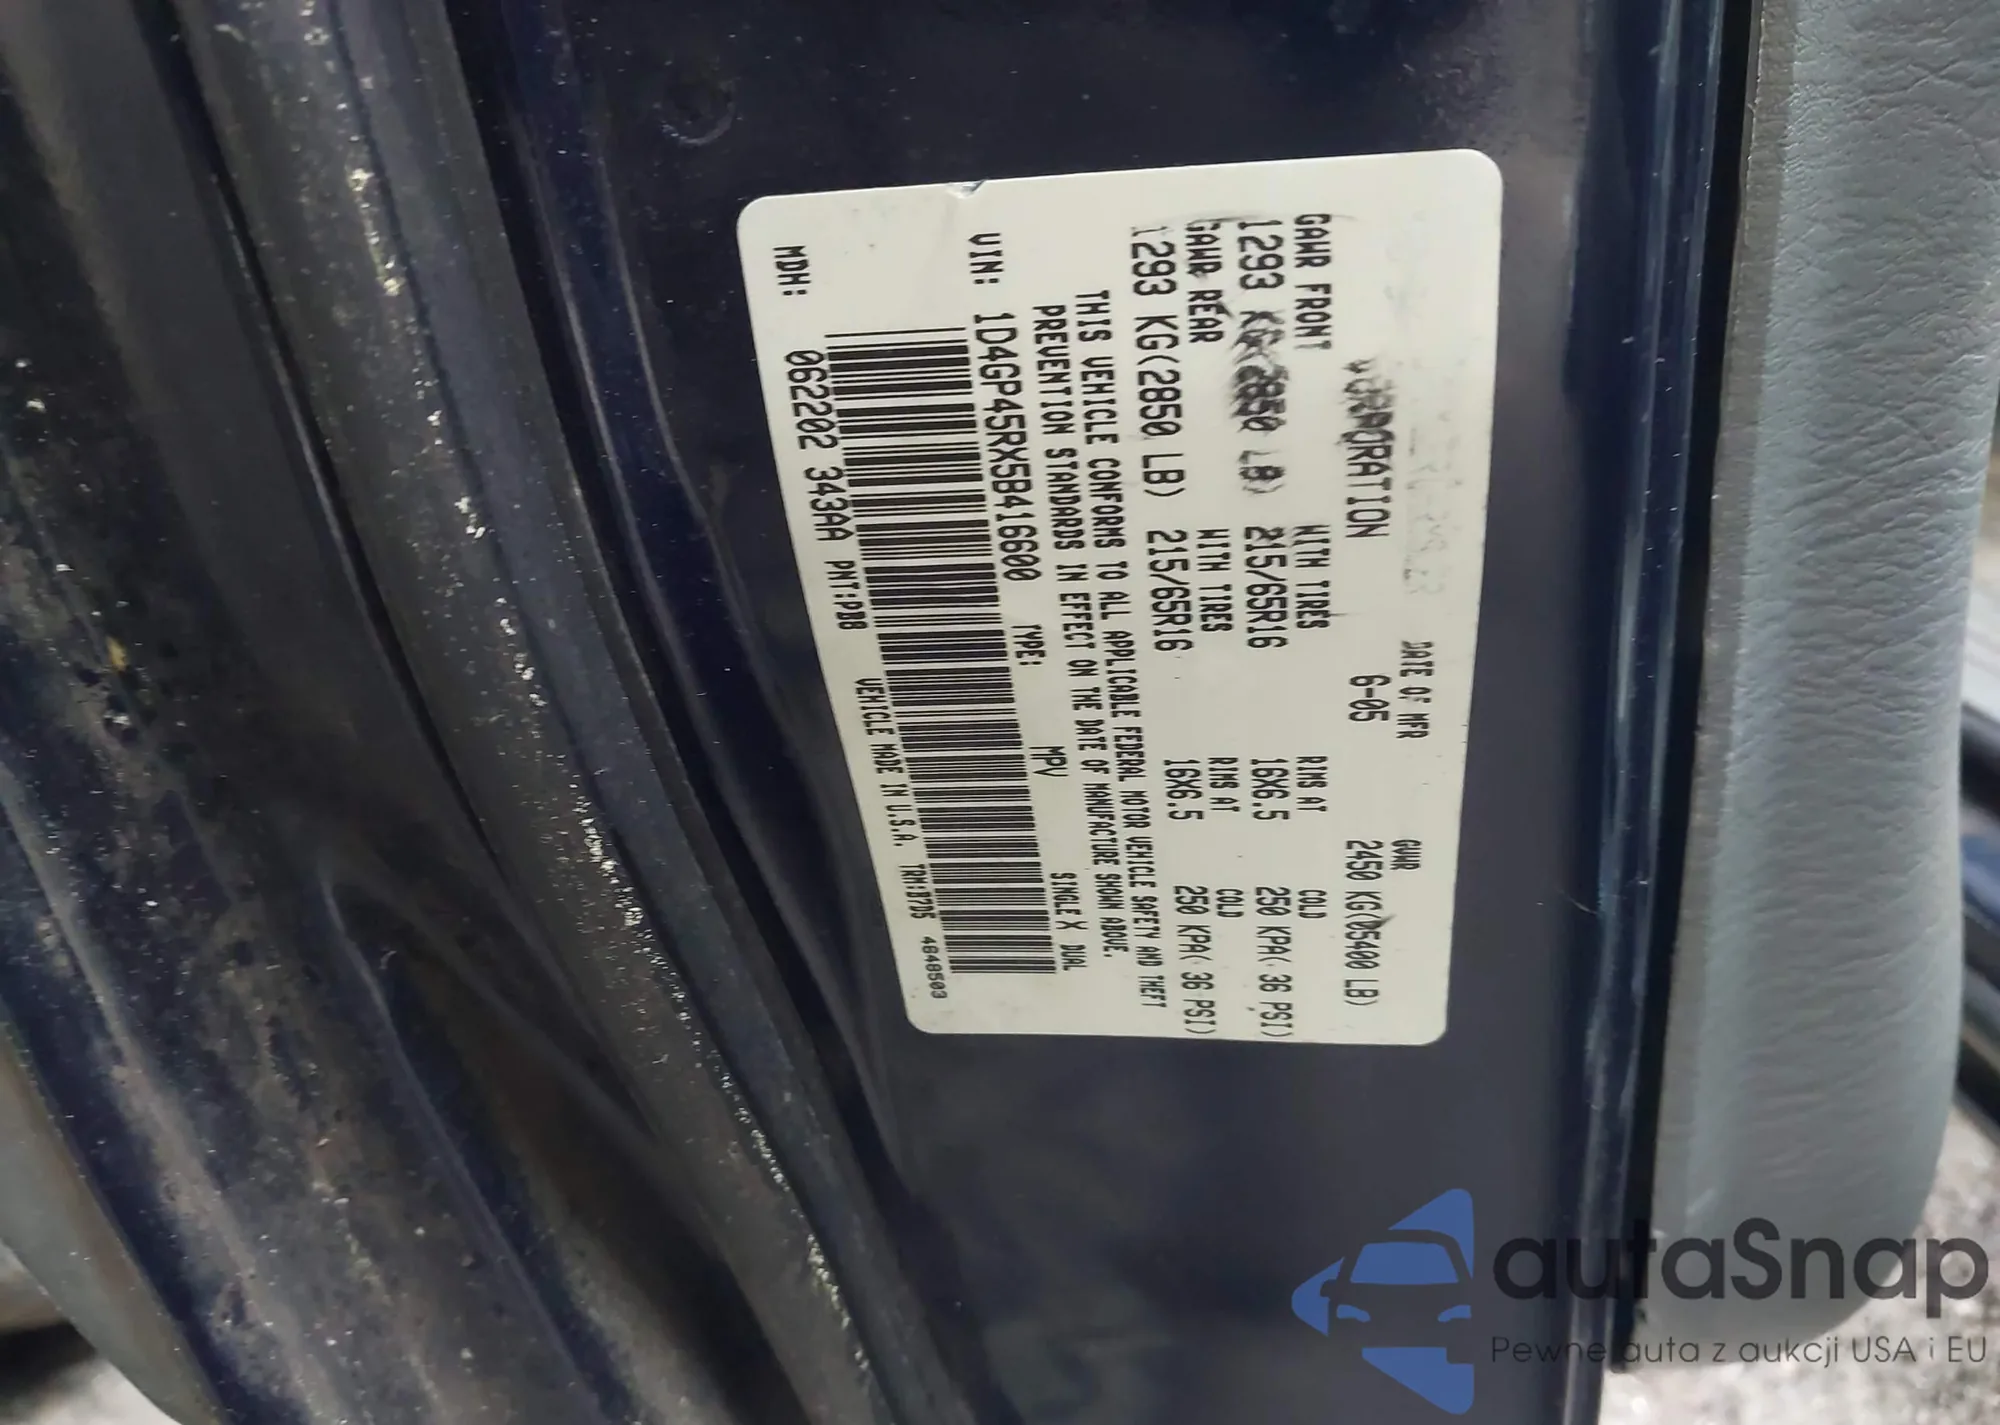 DATE OF MFR GVWR
6-05 2450 KG(05400 LB)
GAWR FRONT WITH TIRES RIMS AT COLD
1293 KG(2850 LB) 215/65R16 16X6.5 250 KPA( 36 PSI)
GAWR REAR WITH TIRES RIMS AT COLD
1293 KG(2850 LB) 215/65R16 16X6.5 250 KPA( 36 PSI)
THIS VEHICLE CONFORMS TO ALL APPLICABLE FEDERAL MOTOR VEHICLE SAFETY AND THEFT
PREVENTION STANDARDS IN EFFECT ON THE DATE OF MANUFACTURE SHOWN ABOVE.
VIN: 1D4GP45RX5B416600 TYPE: MPV SINGLE X DUAL
MDH: 062202 343AA PNT:PBB VEHICLE MADE IN U.S.A. TRM:B7D5 4648503
autaSnap
Pewne auta z aukcji USA i EU